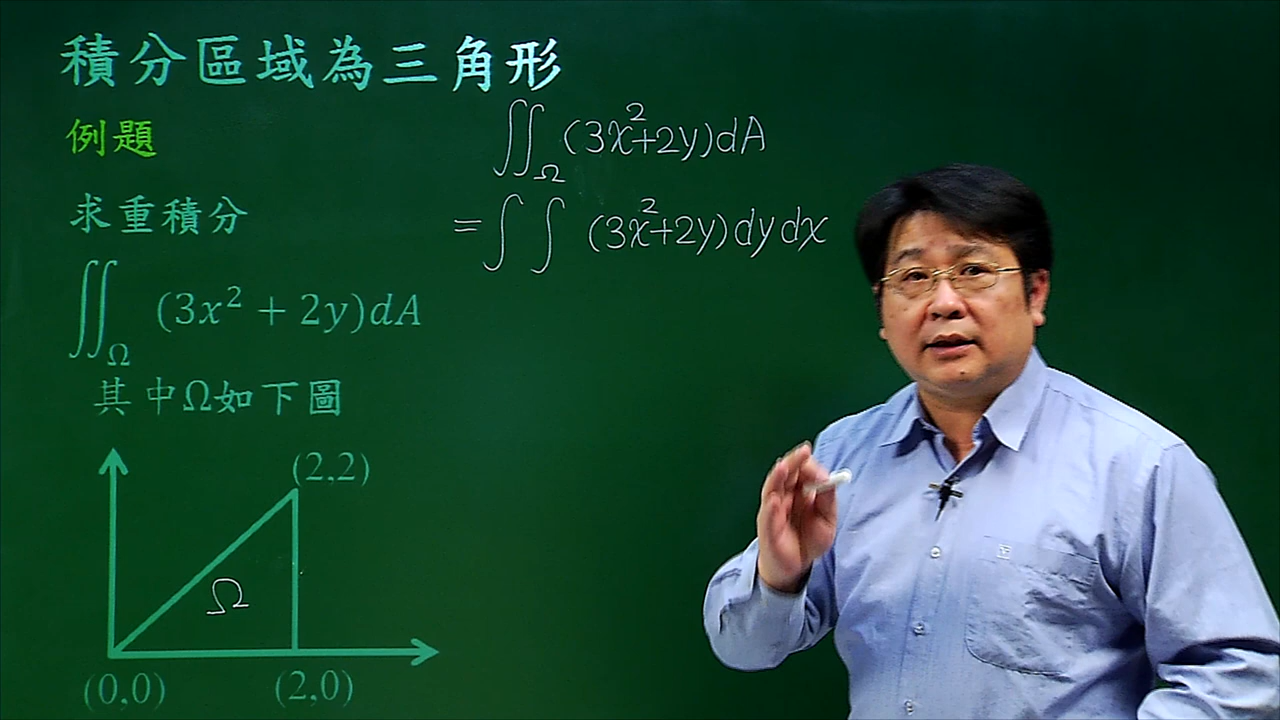 積分區域為三角形
例題
求重積分
∬_Ω (3x² + 2y)dA
其中Ω如下圖
(2,2)
Ω
(0,0)
(2,0)
∬_Ω (3x²+2y)dA
=∫ ∫ (3x²+2y)dydx